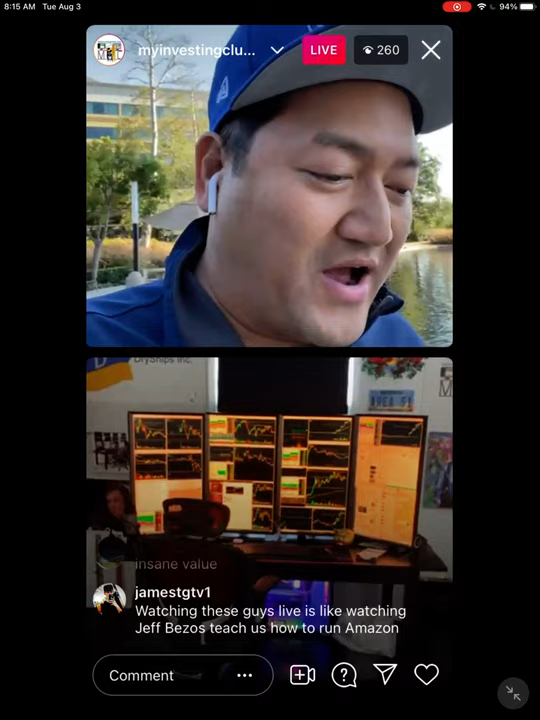 8:15 AM Tue Aug 3
94%
myinvestingclu...
LIVE
260
DryShips Inc.
insane value
jamestgtv1
Watching these guys live is like watching
Jeff Bezos teach us how to run Amazon
Comment